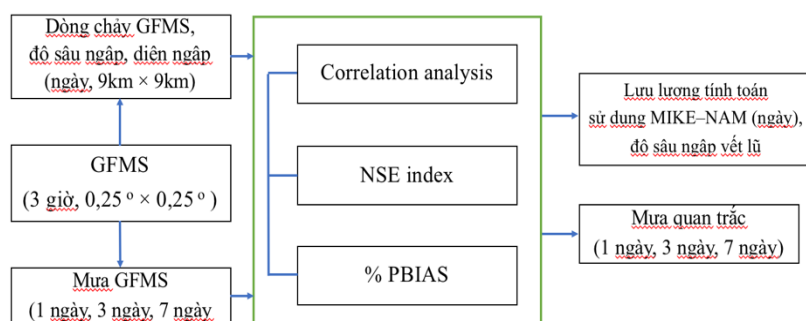 Dòng chảy GFMS,
độ sâu ngập, diên ngập
(ngày, 9km × 9km)
GFMS
(3 giờ, 0,25 º × 0,25 º )
Mưa GFMS
(1 ngày, 3 ngày, 7 ngày
Correlation analysis
NSE index
% PBIAS
Lưu lượng tính toán
sử dung MIKE–NAM (ngày),
độ sâu ngập vết lũ
Mưa quan trắc
(1 ngày, 3 ngày, 7 ngày)